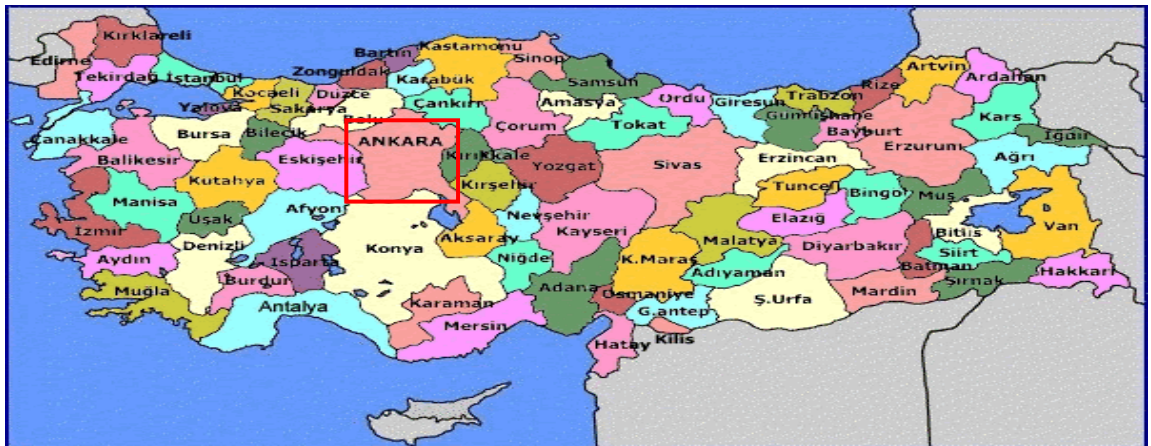 Kırklareli
Edirne
Tekirdağ
İstanbul
Kocaeli
Yalova
Sakarya
Düzce
Zonguldak
Bartın
Karabük
Kastamonu
Sinop
Samsun
Çankırı
Bolu
Amasya
Ordu
Giresun
Trabzon
Rize
Artvin
Ardahan
Kars
Iğdır
Gümüşhane
Bayburt
Erzurum
Ağrı
Çanakkale
Bursa
Bilecik
Balikesir
Eskişehir
ANKARA
Kırıkkale
Çorum
Tokat
Yozgat
Sivas
Erzincan
Tunceli
Bingöl
Muş
Kutahya
Manisa
Uşak
Afyon
Kırşehir
Nevşehir
Kayseri
Malatya
Elazığ
Diyarbakır
Bitlis
Van
İzmir
Aydın
Denizli
Isparta
Konya
Aksaray
Niğde
K.Maraş
Adıyaman
Batman
Siirt
Şırnak
Hakkari
Muğla
Burdur
Antalya
Karaman
Mersin
Adana
Osmaniye
G.antep
Ş.Urfa
Mardin
Hatay
Kilis